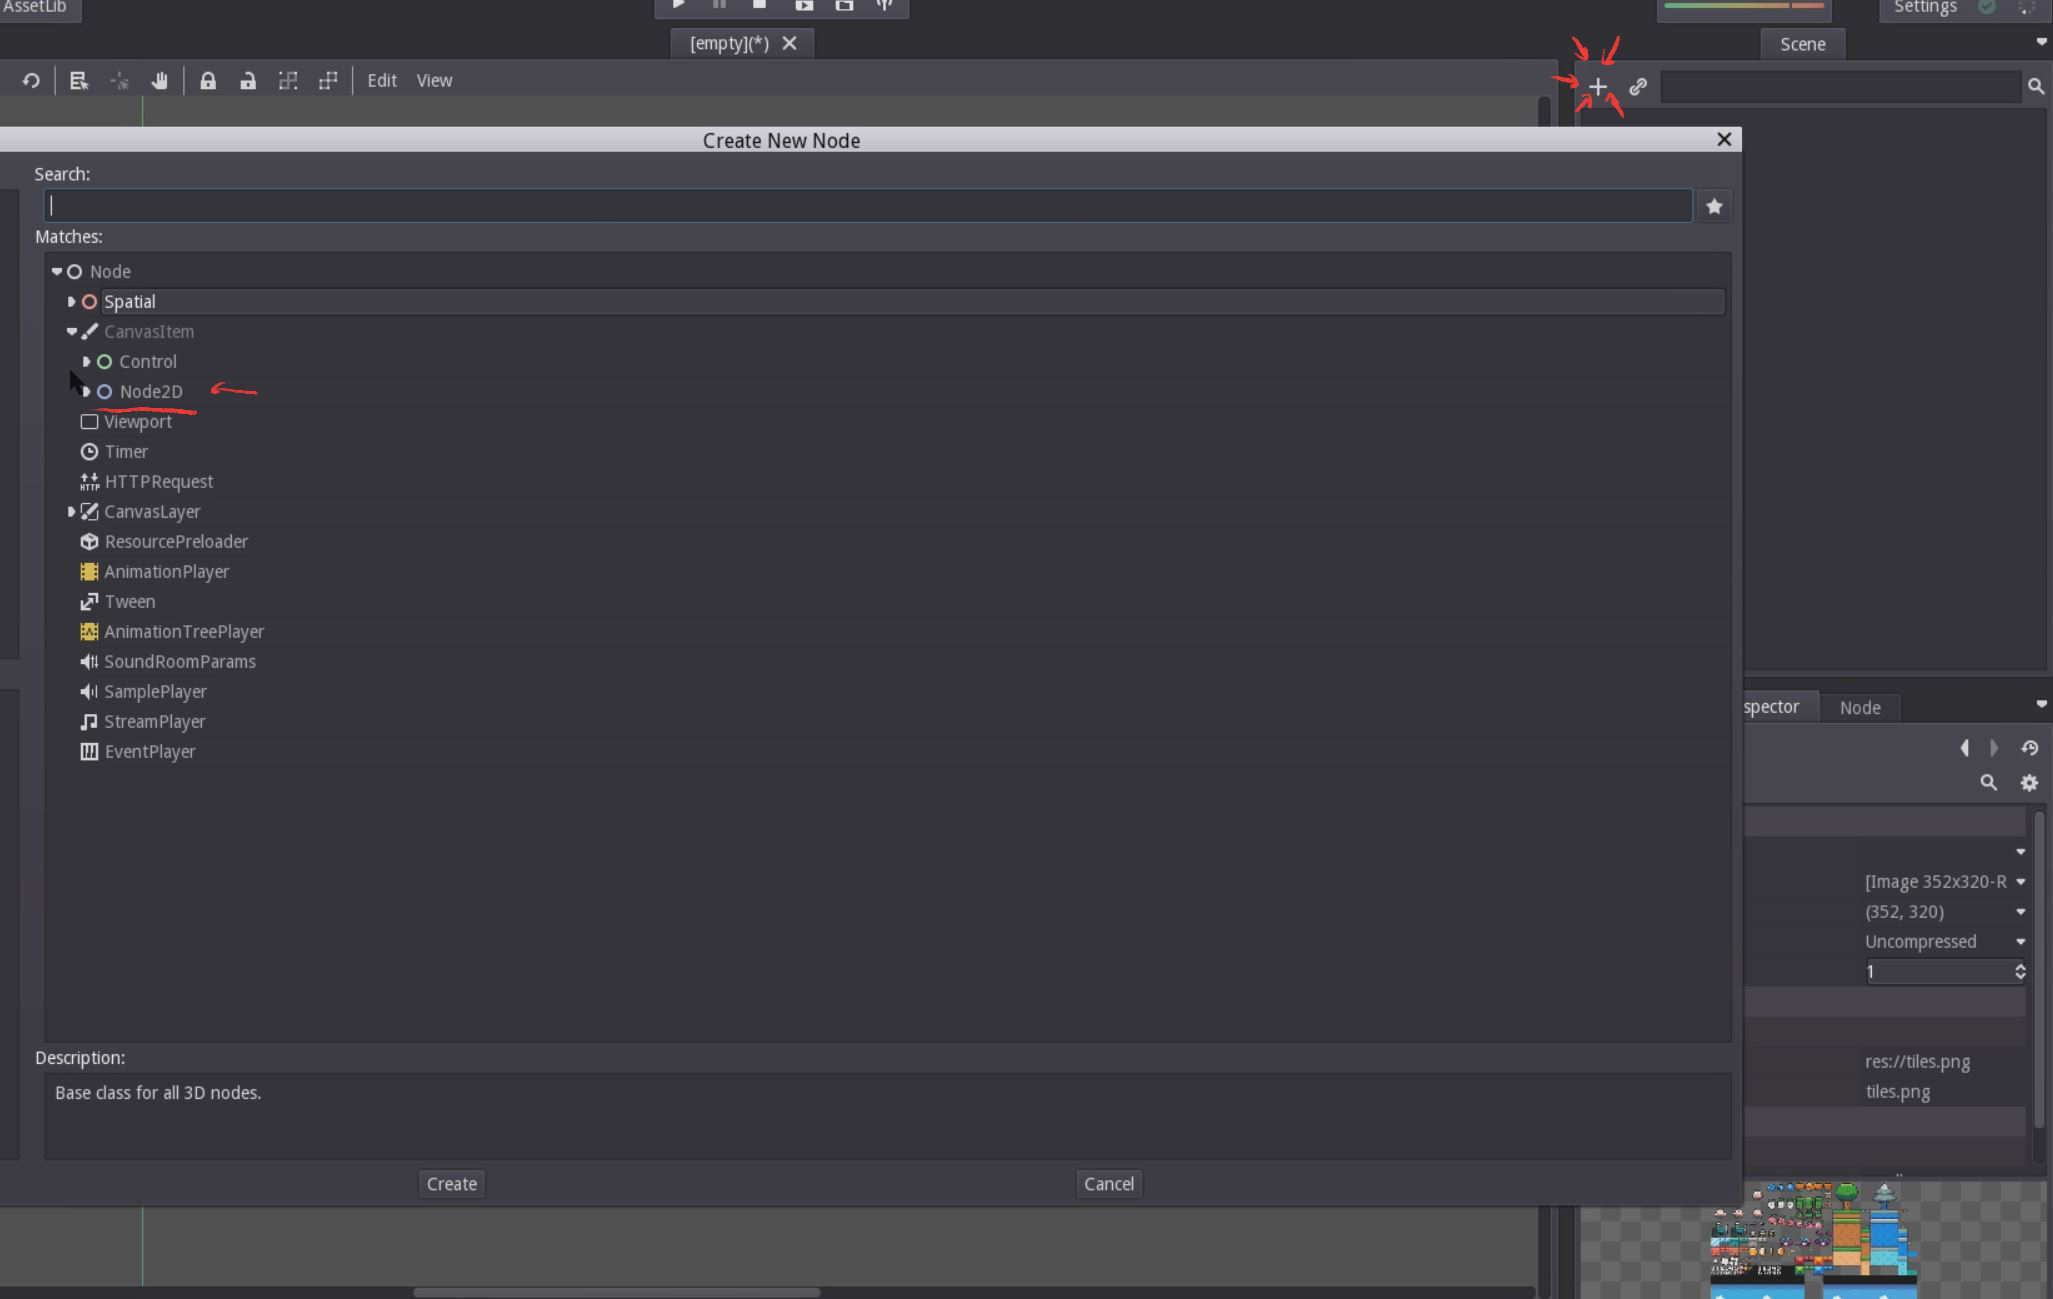 AssetLib
Settings
[empty](*)
Scene
Edit View
Create New Node
Search:
Matches:
Node
Spatial
CanvasItem
Control
Node2D
Viewport
Timer
HTTPRequest
CanvasLayer
ResourcePreloader
AnimationPlayer
Tween
AnimationTreePlayer
SoundRoomParams
SamplePlayer
StreamPlayer
EventPlayer
Description:
Base class for all 3D nodes.
Create
Cancel
spector
Node
[Image 352x320-R
(352, 320)
Uncompressed
1
res://tiles.png
tiles.png